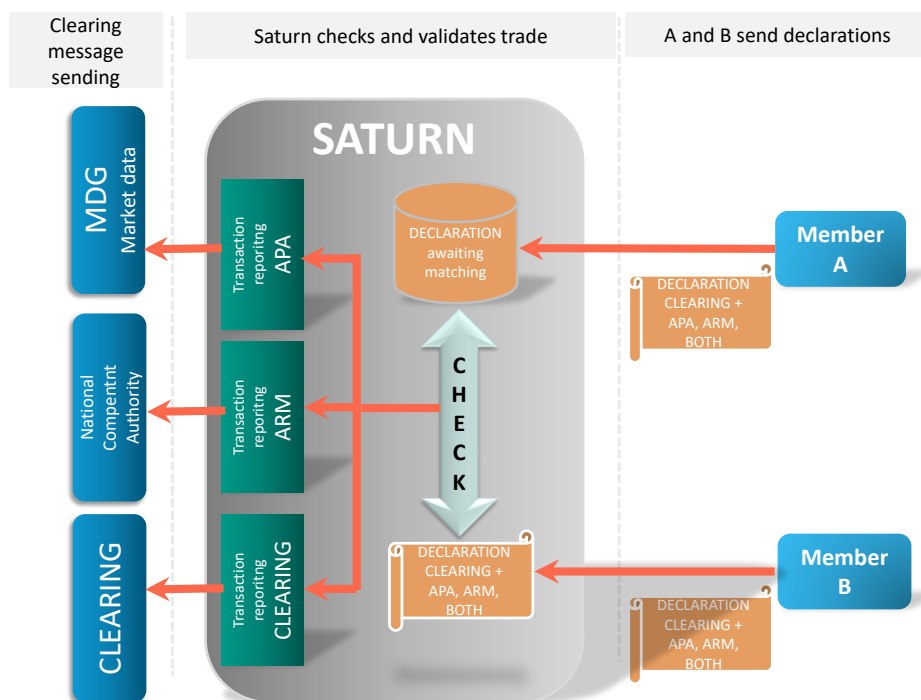 Clearing
message
sending
Saturn checks and validates trade
A and B send declarations
SATURN
MDG
Market data
Transaction
reporitng
APA
DECLARATION
awaiting
matching
Member
A
DECLARATION
CLEARING +
APA, ARM,
BOTH
C
H
E
C
K
National
Compentnt
Authority
Transaction
reporitng
ARM
CLEARING
Transaction
reporitng
CLEARING
DECLARATION
CLEARING +
APA, ARM,
BOTH
Member
B
DECLARATION
CLEARING +
APA, ARM,
BOTH